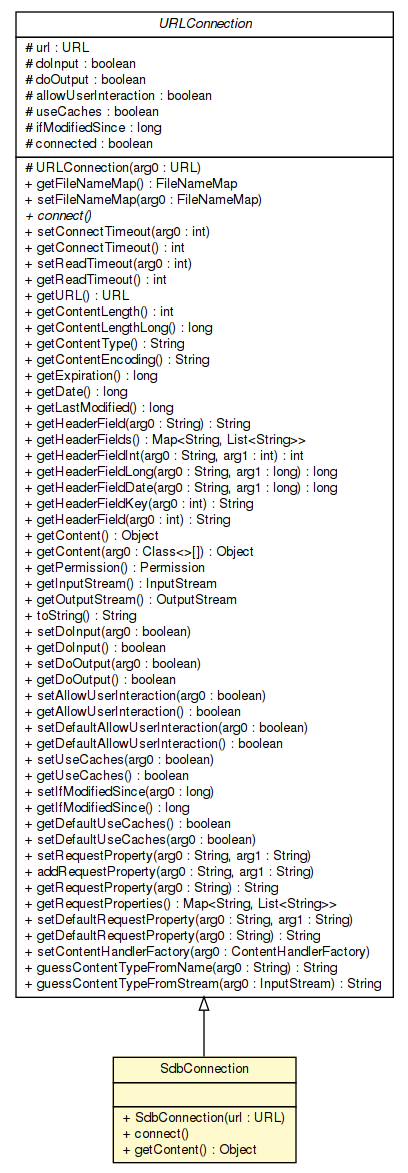 URLConnection
# url : URL
# doInput : boolean
# doOutput : boolean
# allowUserInteraction : boolean
# useCaches : boolean
# ifModifiedSince : long
# connected : boolean
# URLConnection(arg0 : URL)
+ getFileNameMap() : FileNameMap
+ setFileNameMap(arg0 : FileNameMap)
+ connect()
+ setConnectTimeout(arg0 : int)
+ getConnectTimeout() : int
+ setReadTimeout(arg0 : int)
+ getReadTimeout() : int
+ getURL() : URL
+ getContentLength() : int
+ getContentLengthLong() : long
+ getContentType() : String
+ getContentEncoding() : String
+ getExpiration() : long
+ getDate() : long
+ getLastModified() : long
+ getHeaderField(arg0 : String) : String
+ getHeaderFields() : Map<String, List<String>>
+ getHeaderFieldInt(arg0 : String, arg1 : int) : int
+ getHeaderFieldLong(arg0 : String, arg1 : long) : long
+ getHeaderFieldDate(arg0 : String, arg1 : long) : long
+ getHeaderFieldKey(arg0 : int) : String
+ getHeaderField(arg0 : int) : String
+ getContent() : Object
+ getContent(arg0 : Class<>[]) : Object
+ getPermission() : Permission
+ getInputStream() : InputStream
+ getOutputStream() : OutputStream
+ toString() : String
+ setDoInput(arg0 : boolean)
+ getDoInput() : boolean
+ setDoOutput(arg0 : boolean)
+ getDoOutput() : boolean
+ setAllowUserInteraction(arg0 : boolean)
+ getAllowUserInteraction() : boolean
+ setDefaultAllowUserInteraction(arg0 : boolean)
+ getDefaultAllowUserInteraction() : boolean
+ setUseCaches(arg0 : boolean)
+ getUseCaches() : boolean
+ setIfModifiedSince(arg0 : long)
+ getIfModifiedSince() : long
+ getDefaultUseCaches() : boolean
+ setDefaultUseCaches(arg0 : boolean)
+ setRequestProperty(arg0 : String, arg1 : String)
+ addRequestProperty(arg0 : String, arg1 : String)
+ getRequestProperty(arg0 : String) : String
+ getRequestProperties() : Map<String, List<String>>
+ setDefaultRequestProperty(arg0 : String, arg1 : String)
+ getDefaultRequestProperty(arg0 : String) : String
+ setContentHandlerFactory(arg0 : ContentHandlerFactory)
+ guessContentTypeFromName(arg0 : String) : String
+ guessContentTypeFromStream(arg0 : InputStream) : String
SdbConnection
+ SdbConnection(url : URL)
+ connect()
+ getContent() : Object